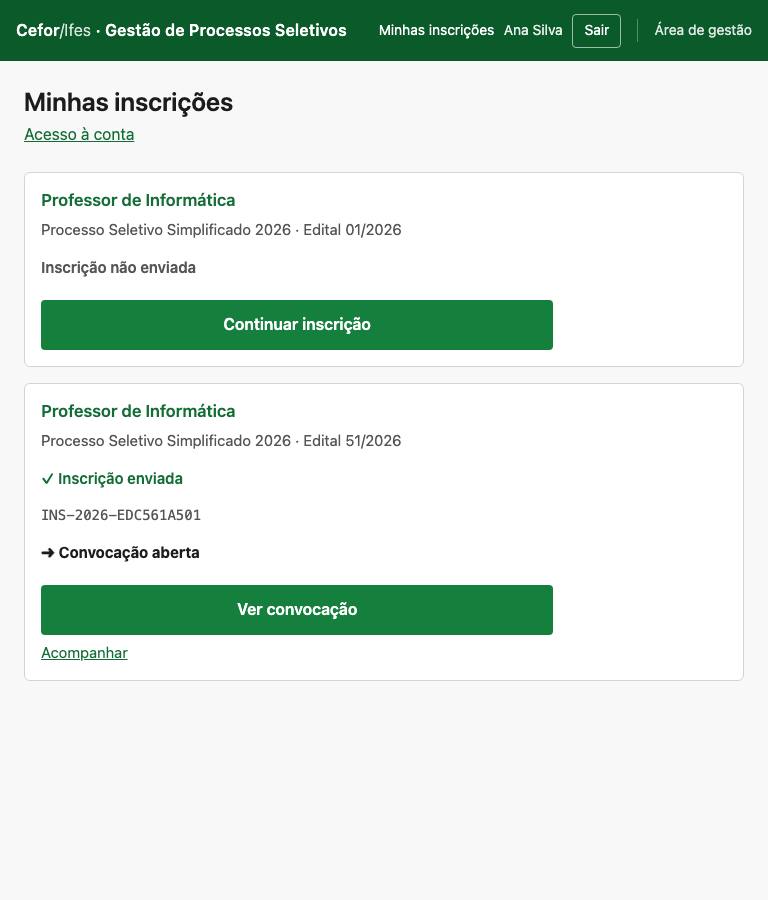 Cefor/Ifes · Gestão de Processos Seletivos Minhas inscrições Ana Silva Sair Área de gestão
Minhas inscrições
Acesso à conta
Professor de Informática
Processo Seletivo Simplificado 2026 · Edital 01/2026
Inscrição não enviada
Continuar inscrição
Professor de Informática
Processo Seletivo Simplificado 2026 · Edital 51/2026
✓ Inscrição enviada
INS-2026-EDC561A501
➜ Convocação aberta
Ver convocação
Acompanhar